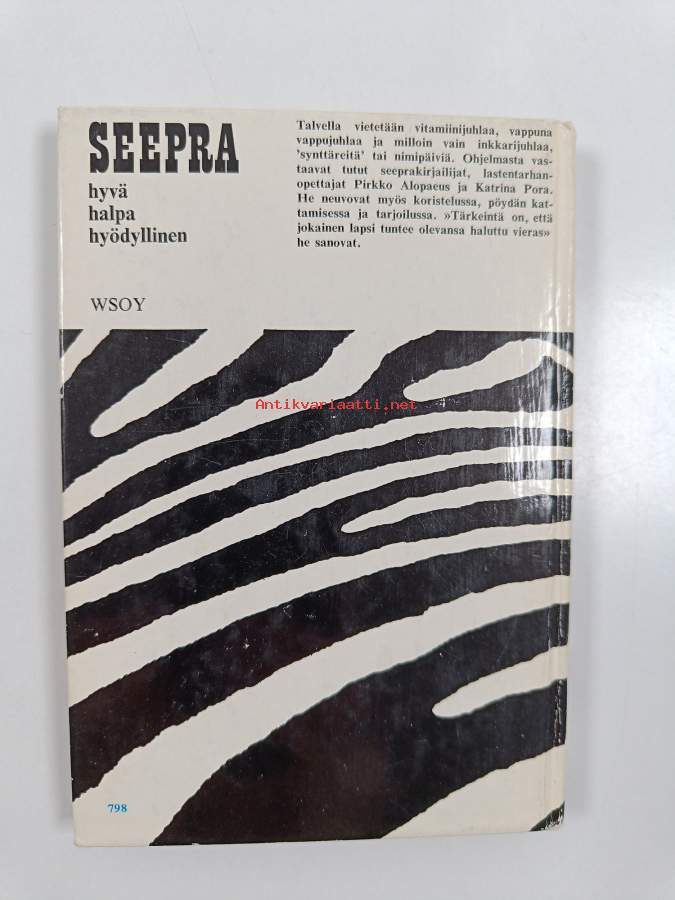 SEEPRA
hyvä
halpa
hyödyllinen
WSOY
Talvella vietetään vitamiinijuhlaa, vappuna
vappujuhlaa ja milloin vain inkkarijuhlaa,
'synttäreitä' tai nimipäiviä. Ohjelmasta vas-
taavat tutut seeprakirjailijat, lastentarhan-
opettajat Pirkko Alopaeus ja Katrina Pora.
He neuvovat myös koristelussa, pöydän kat-
tamisessa ja tarjoilussa. »Tärkeintä on, että
jokainen lapsi tuntee olevansa haluttu vieras»
he sanovat.
Antikvariaatti.net
798